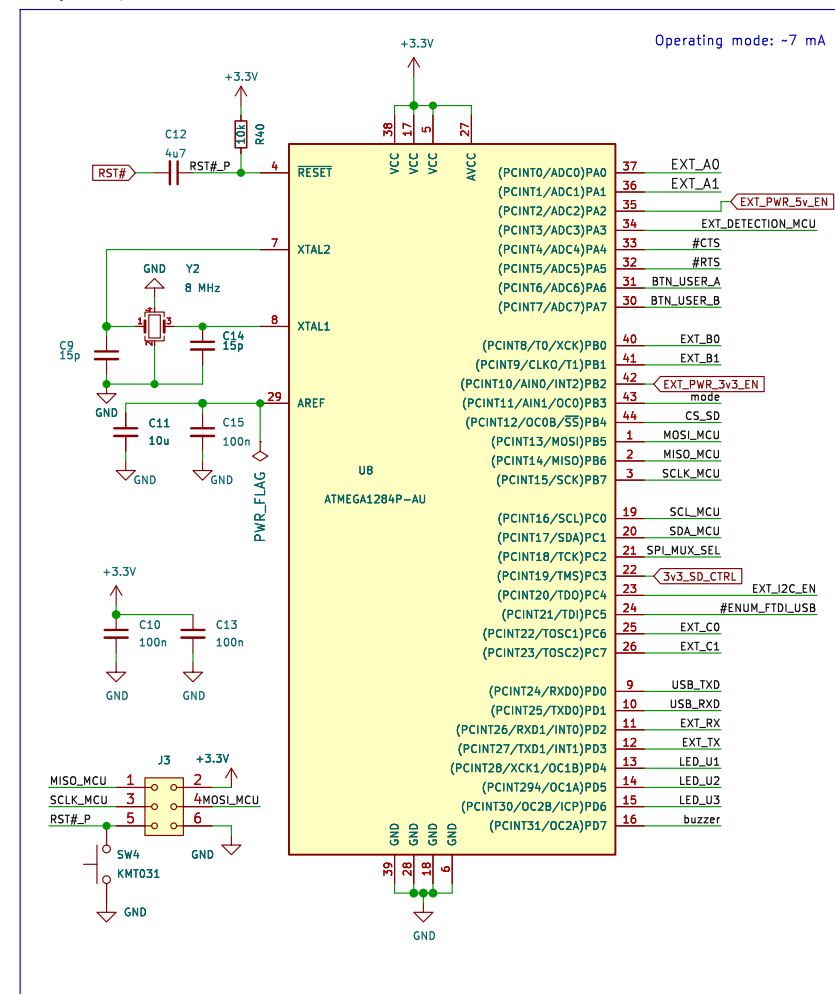 Operating mode: ~7 mA
+3.3V
+3.3V
C12
4u7
10k
R40
RST#
RST#_P
4
RESET
38
17
5
27
VCC
VCC
VCC
AVCC
7
XTAL2
GND
Y2
8 MHz
1
2
3
4
8
XTAL1
C9
15p
C14
15p
GND
29
AREF
C11
10u
C15
100n
GND
GND
PWR_FLAG
U8
ATMEGA1284P-AU
(PCINT0/ADC0)PA0 37 EXT_A0
(PCINT1/ADC1)PA1 36 EXT_A1
(PCINT2/ADC2)PA2 35 EXT_PWR_5v_EN
(PCINT3/ADC3)PA3 34 EXT_DETECTION_MCU
(PCINT4/ADC4)PA4 33 #CTS
(PCINT5/ADC5)PA5 32 #RTS
(PCINT6/ADC6)PA6 31 BTN_USER_A
(PCINT7/ADC7)PA7 30 BTN_USER_B
(PCINT8/T0/XCK)PB0 40 EXT_B0
(PCINT9/CLKO/T1)PB1 41 EXT_B1
(PCINT10/AIN0/INT2)PB2 42 EXT_PWR_3v3_EN
(PCINT11/AIN1/OC0)PB3 43 mode
(PCINT12/OC0B/SS)PB4 44 CS_SD
(PCINT13/MOSI)PB5 1 MOSI_MCU
(PCINT14/MISO)PB6 2 MISO_MCU
(PCINT15/SCK)PB7 3 SCLK_MCU
(PCINT16/SCL)PC0 19 SCL_MCU
(PCINT17/SDA)PC1 20 SDA_MCU
(PCINT18/TCK)PC2 21 SPI_MUX_SEL
(PCINT19/TMS)PC3 22 3v3_SD_CTRL
(PCINT20/TDO)PC4 23 EXT_I2C_EN
(PCINT21/TDI)PC5 24 #ENUM_FTDI_USB
(PCINT22/TOSC1)PC6 25 EXT_C0
(PCINT23/TOSC2)PC7 26 EXT_C1
(PCINT24/RXD0)PD0 9 USB_TXD
(PCINT25/TXD0)PD1 10 USB_RXD
(PCINT26/RXD1/INT0)PD2 11 EXT_RX
(PCINT27/TXD1/INT1)PD3 12 EXT_TX
(PCINT28/XCK1/OC1B)PD4 13 LED_U1
(PCINT294/OC1A)PD5 14 LED_U2
(PCINT30/OC2B/ICP)PD6 15 LED_U3
(PCINT31/OC2A)PD7 16 buzzer
+3.3V
C10
100n
C13
100n
GND
GND
J3
+3.3V
MISO_MCU 1 2
SCLK_MCU 3 4 MOSI_MCU
RST#_P 5 6
GND
SW4
KMT031
GND
GND
GND
GND
GND
39
28
18
6
GND